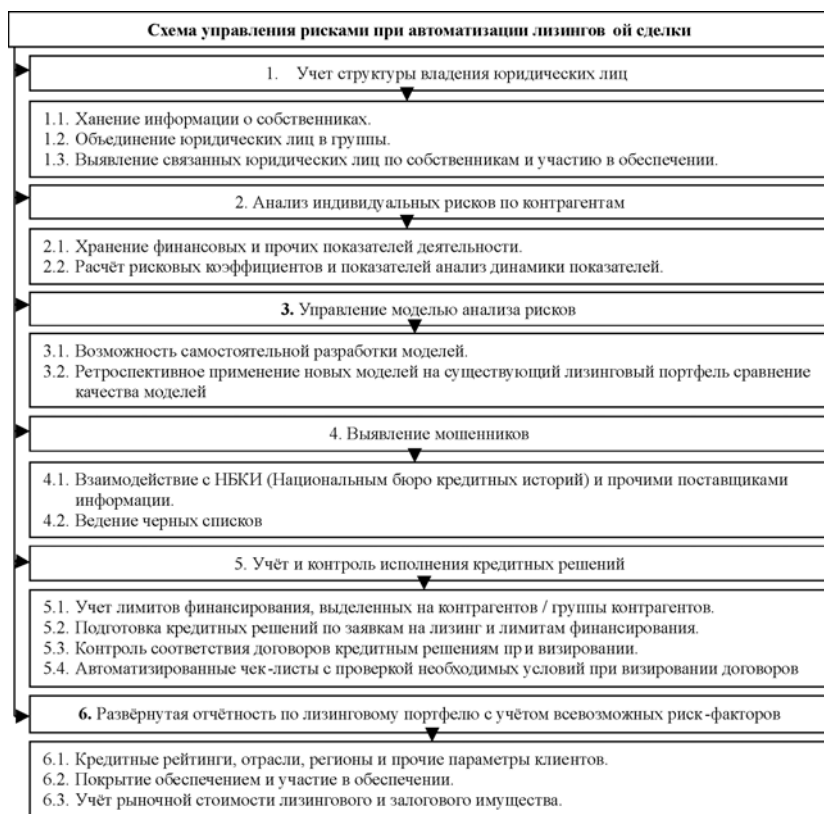 Схема управления рисками при автоматизации лизингов ой сделки
1. Учет структуры владения юридических лиц
1.1. Ханение информации о собственниках.
1.2. Объединение юридических лиц в группы.
1.3. Выявление связанных юридических лиц по собственникам и участию в обеспечении.
2. Анализ индивидуальных рисков по контрагентам
2.1. Хранение финансовых и прочих показателей деятельности.
2.2. Расчёт рисковых коэффициентов и показателей анализ динамики показателей.
3. Управление моделью анализа рисков
3.1. Возможность самостоятельной разработки моделей.
3.2. Ретроспективное применение новых моделей на существующий лизинговый портфель сравнение
качества моделей
4. Выявление мошенников
4.1. Взаимодействие с НБКИ (Национальным бюро кредитных историй) и прочими поставщиками
информации.
4.2. Ведение черных списков
5. Учёт и контроль исполнения кредитных решений
5.1. Учет лимитов финансирования, выделенных на контрагентов / группы контрагентов.
5.2. Подготовка кредитных решений по заявкам на лизинг и лимитам финансирования.
5.3. Контроль соответствия договоров кредитным решениям пр и визировании.
5.4. Автоматизированные чек-листы с проверкой необходимых условий при визировании договоров
6. Развёрнутая отчётность по лизинговому портфелю с учётом всевозможных риск-факторов
6.1. Кредитные рейтинги, отрасли, регионы и прочие параметры клиентов.
6.2. Покрытие обеспечением и участие в обеспечении.
6.3. Учёт рыночной стоимости лизингового и залогового имущества.